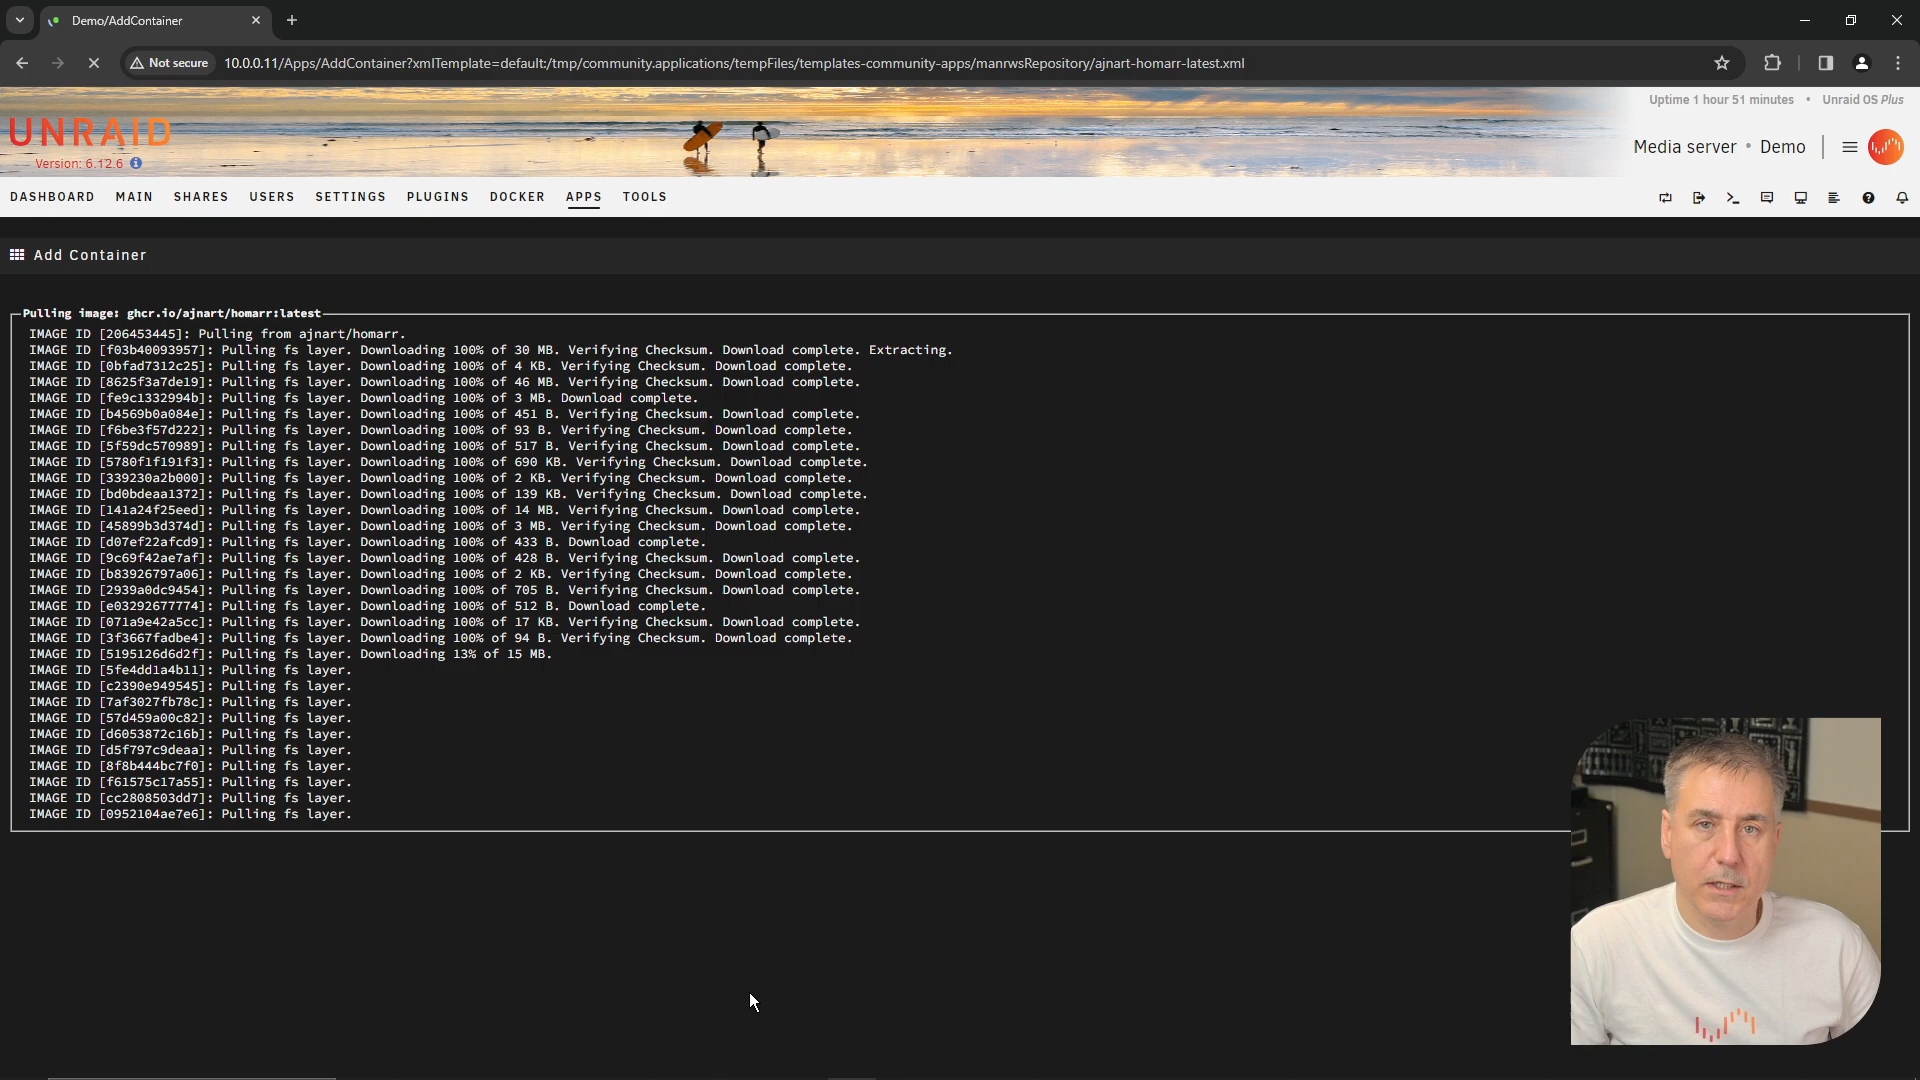 Demo/AddContainer
Not secure
10.0.0.11/Apps/AddContainer?xmlTemplate=default:/tmp/community.applications/tempFiles/templates-community-apps/manrwsRepository/ajnart-homarr-latest.xml
Uptime 1 hour 51 minutes • Unraid OS Plus
UNRAID
Version: 6.12.6
Media server • Demo
DASHBOARD MAIN SHARES USERS SETTINGS PLUGINS DOCKER APPS TOOLS
Add Container
Pulling image: ghcr.io/ajnart/homarr:latest
IMAGE ID [206453445]: Pulling from ajnart/homarr.
IMAGE ID [f03b40093957]: Pulling fs layer. Downloading 100% of 30 MB. Verifying Checksum. Download complete. Extracting.
IMAGE ID [0bfad7312c25]: Pulling fs layer. Downloading 100% of 4 KB. Verifying Checksum. Download complete.
IMAGE ID [8625f3a7de19]: Pulling fs layer. Downloading 100% of 46 MB. Verifying Checksum. Download complete.
IMAGE ID [fe9c1332994b]: Pulling fs layer. Downloading 100% of 3 MB. Download complete.
IMAGE ID [b4569b0a084e]: Pulling fs layer. Downloading 100% of 451 B. Verifying Checksum. Download complete.
IMAGE ID [f6be3f57d222]: Pulling fs layer. Downloading 100% of 93 B. Verifying Checksum. Download complete.
IMAGE ID [5f59dc570989]: Pulling fs layer. Downloading 100% of 517 B. Verifying Checksum. Download complete.
IMAGE ID [5780f1f191f3]: Pulling fs layer. Downloading 100% of 690 KB. Verifying Checksum. Download complete.
IMAGE ID [339230a2b000]: Pulling fs layer. Downloading 100% of 2 KB. Verifying Checksum. Download complete.
IMAGE ID [bd0bdeaa1372]: Pulling fs layer. Downloading 100% of 139 KB. Verifying Checksum. Download complete.
IMAGE ID [141a24f25eed]: Pulling fs layer. Downloading 100% of 14 MB. Verifying Checksum. Download complete.
IMAGE ID [45899b3d374d]: Pulling fs layer. Downloading 100% of 3 MB. Verifying Checksum. Download complete.
IMAGE ID [d07ef22afcd9]: Pulling fs layer. Downloading 100% of 433 B. Download complete.
IMAGE ID [9c69f42ae7af]: Pulling fs layer. Downloading 100% of 428 B. Verifying Checksum. Download complete.
IMAGE ID [b83926797a06]: Pulling fs layer. Downloading 100% of 2 KB. Verifying Checksum. Download complete.
IMAGE ID [2939a0dc9454]: Pulling fs layer. Downloading 100% of 705 B. Verifying Checksum. Download complete.
IMAGE ID [e03292677774]: Pulling fs layer. Downloading 100% of 512 B. Download complete.
IMAGE ID [071a9e42a5cc]: Pulling fs layer. Downloading 100% of 17 KB. Verifying Checksum. Download complete.
IMAGE ID [3f3667fadbe4]: Pulling fs layer. Downloading 100% of 94 B. Verifying Checksum. Download complete.
IMAGE ID [5195126d6d2f]: Pulling fs layer. Downloading 13% of 15 MB.
IMAGE ID [5fe4dd1a4b11]: Pulling fs layer.
IMAGE ID [c2390e949545]: Pulling fs layer.
IMAGE ID [7af3027fb78c]: Pulling fs layer.
IMAGE ID [57d459a00c82]: Pulling fs layer.
IMAGE ID [d6053872c16b]: Pulling fs layer.
IMAGE ID [d5f797c9deaa]: Pulling fs layer.
IMAGE ID [8f8b444bc7f0]: Pulling fs layer.
IMAGE ID [f61575c17a55]: Pulling fs layer.
IMAGE ID [cc2808503dd7]: Pulling fs layer.
IMAGE ID [0952104ae7e6]: Pulling fs layer.